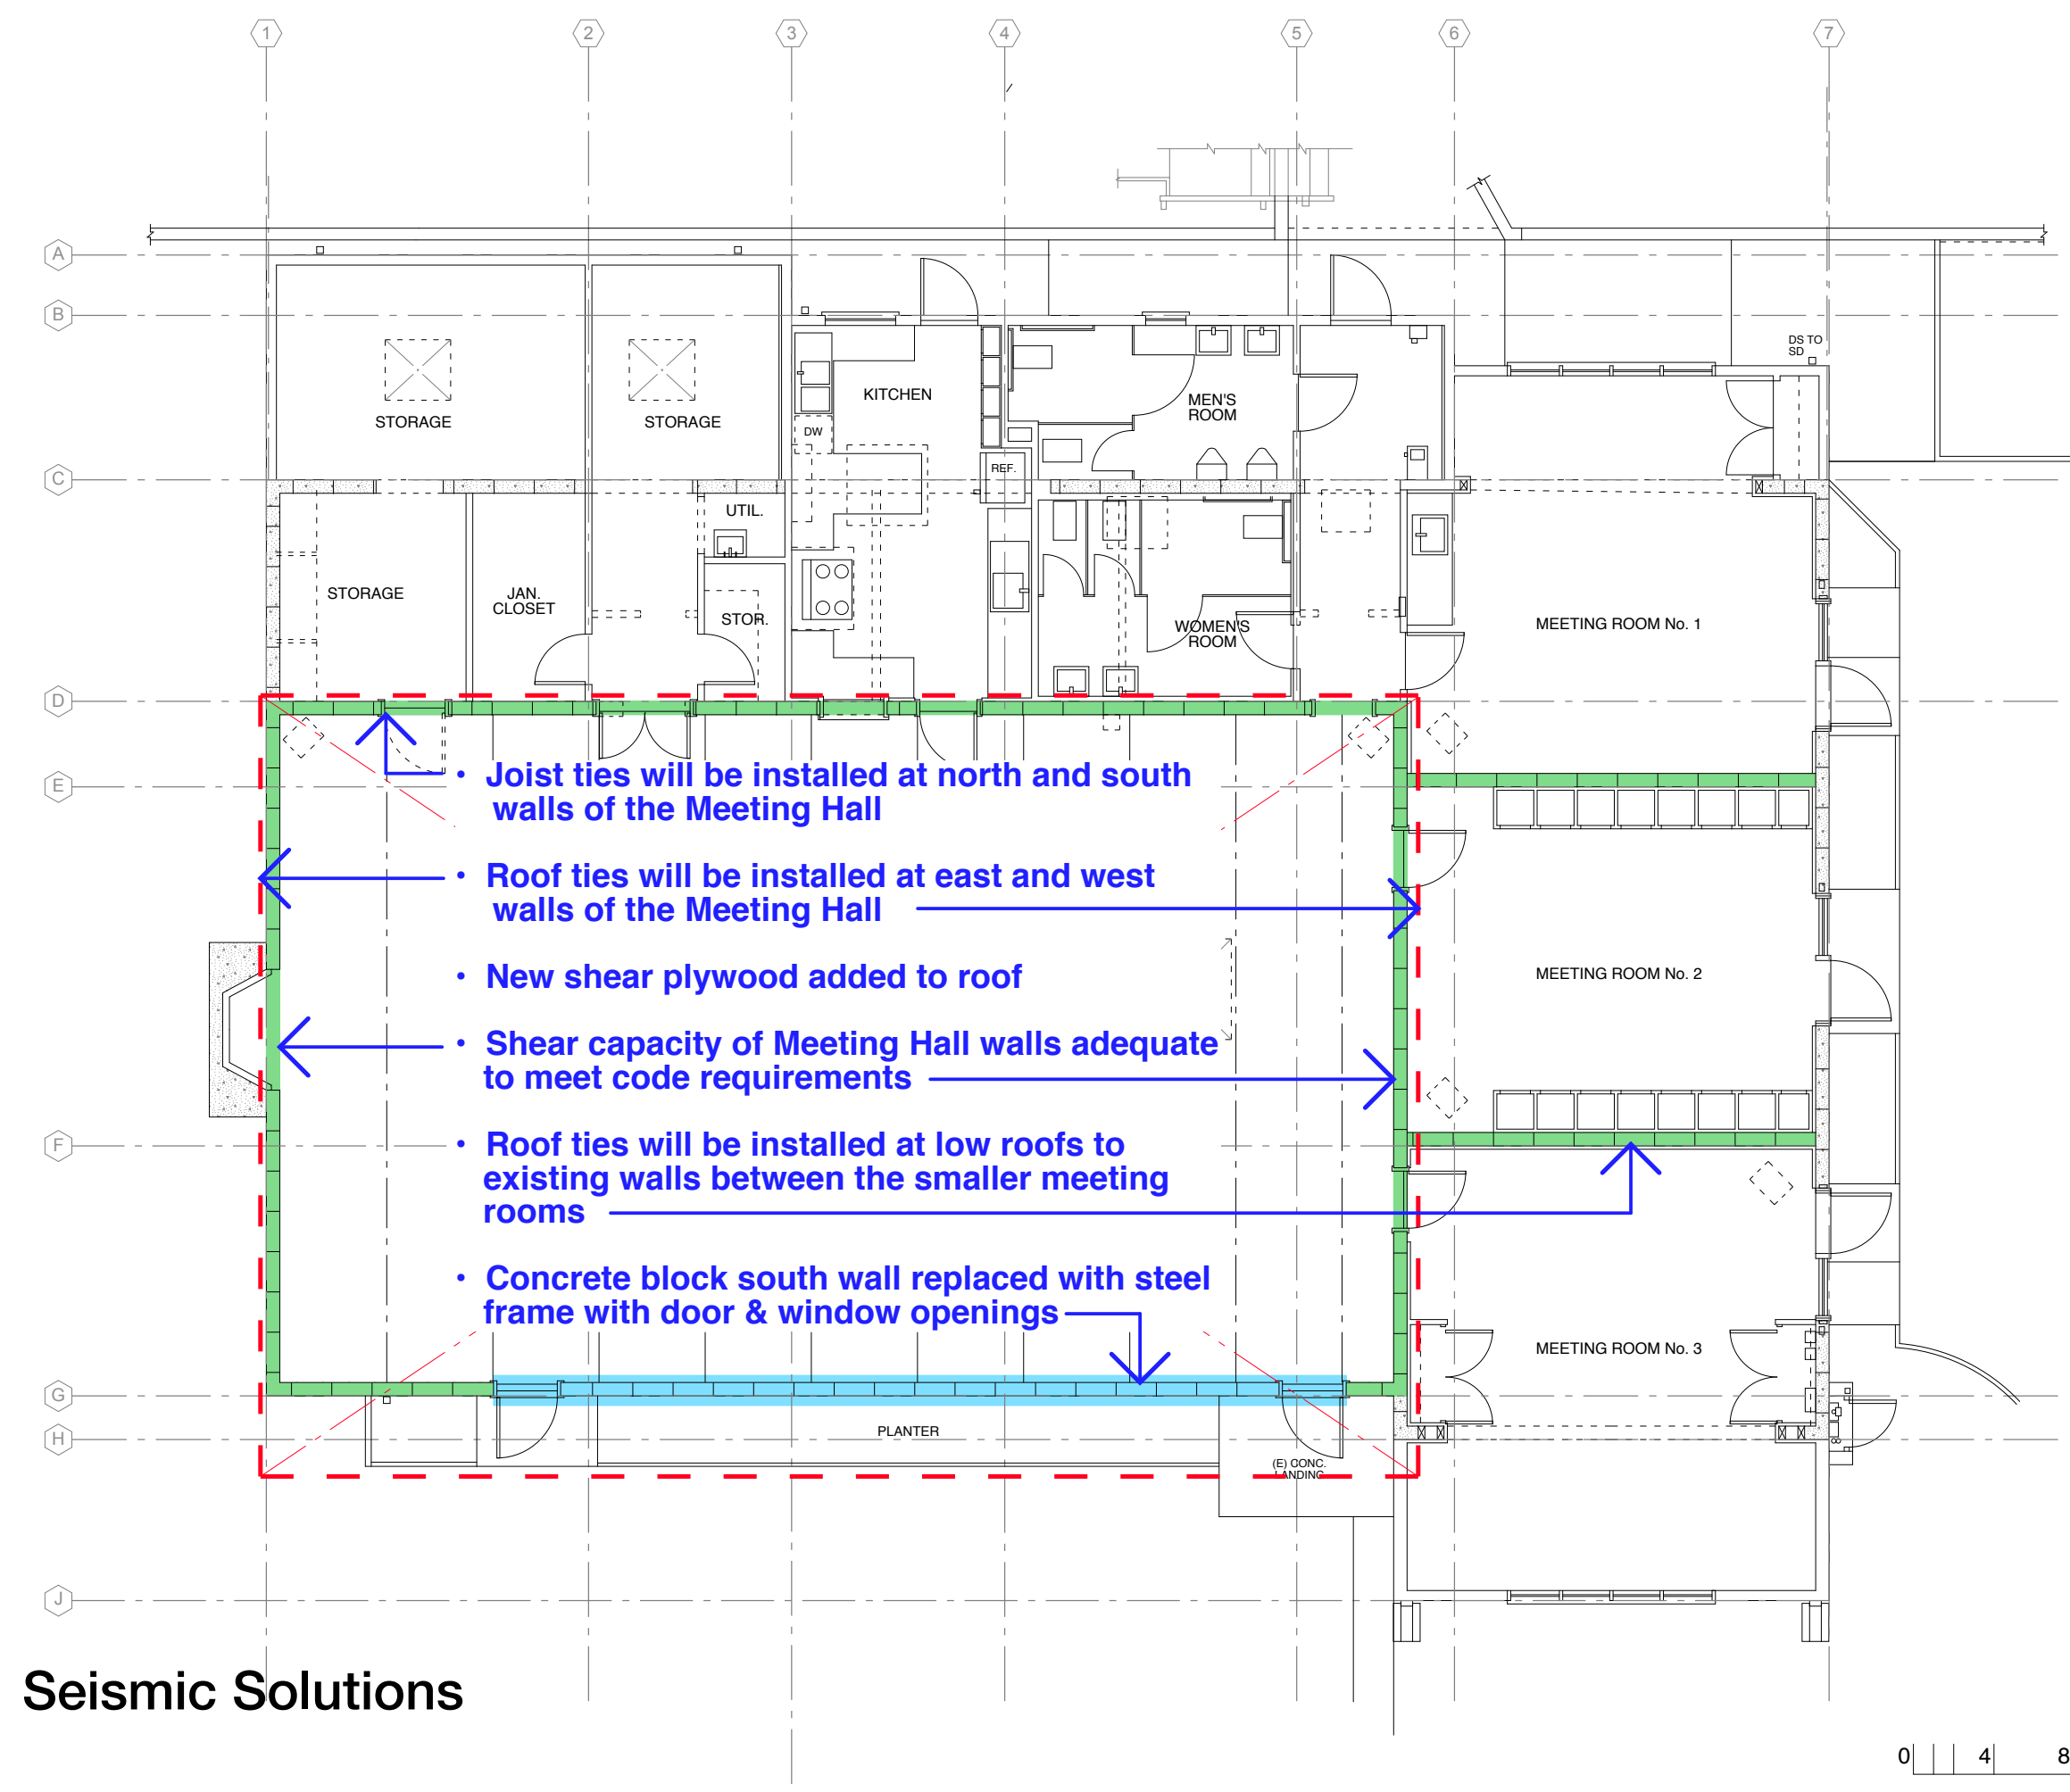 1 2 3 4 5 6 7
A
B
DS TO
SD
KITCHEN
MEN'S
ROOM
STORAGE
STORAGE
DW
REF.
C
UTIL.
STORAGE
JAN.
CLOSET
STOR.
WOMEN'S
ROOM
MEETING ROOM No. 1
D
E
• Joist ties will be installed at north and south
walls of the Meeting Hall
• Roof ties will be installed at east and west
walls of the Meeting Hall
• New shear plywood added to roof
MEETING ROOM No. 2
• Shear capacity of Meeting Hall walls adequate
to meet code requirements
F
• Roof ties will be installed at low roofs to
existing walls between the smaller meeting
rooms
• Concrete block south wall replaced with steel
frame with door & window openings
MEETING ROOM No. 3
G
H
PLANTER
(E) CONC.
LANDING
J
Seismic Solutions
0 4 8